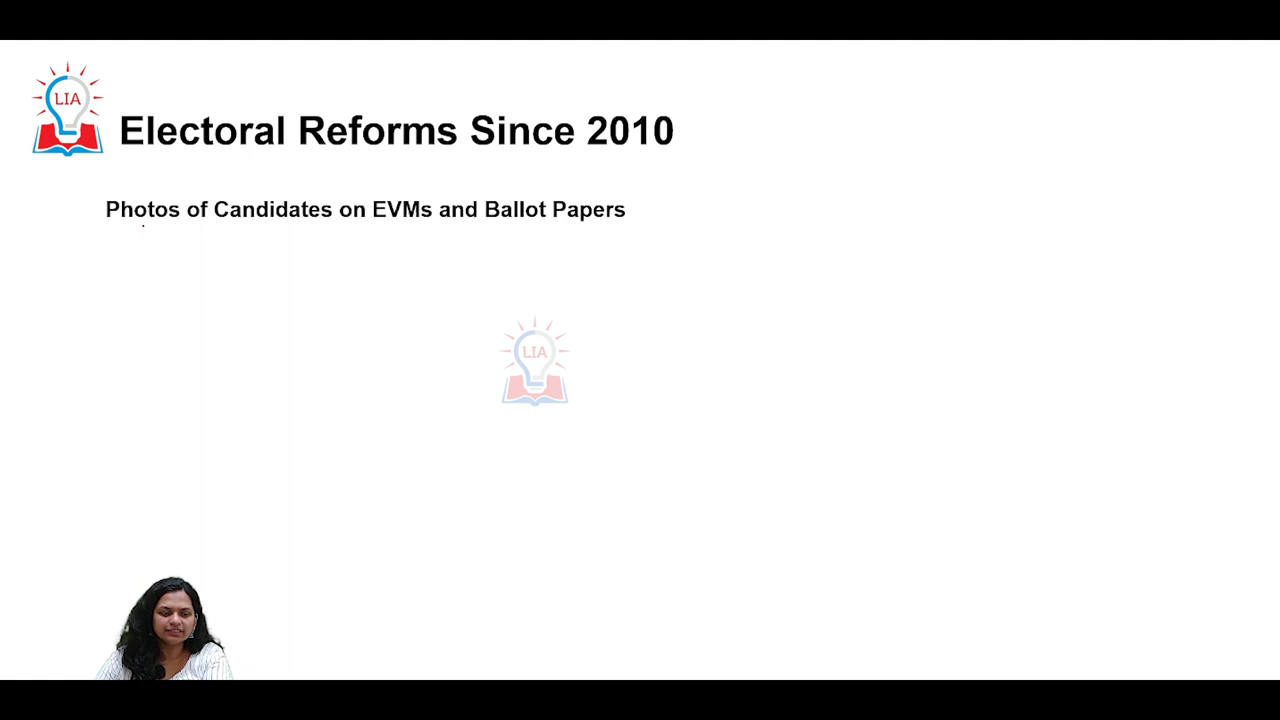 LIA
Electoral Reforms Since 2010
Photos of Candidates on EVMs and Ballot Papers
LIA